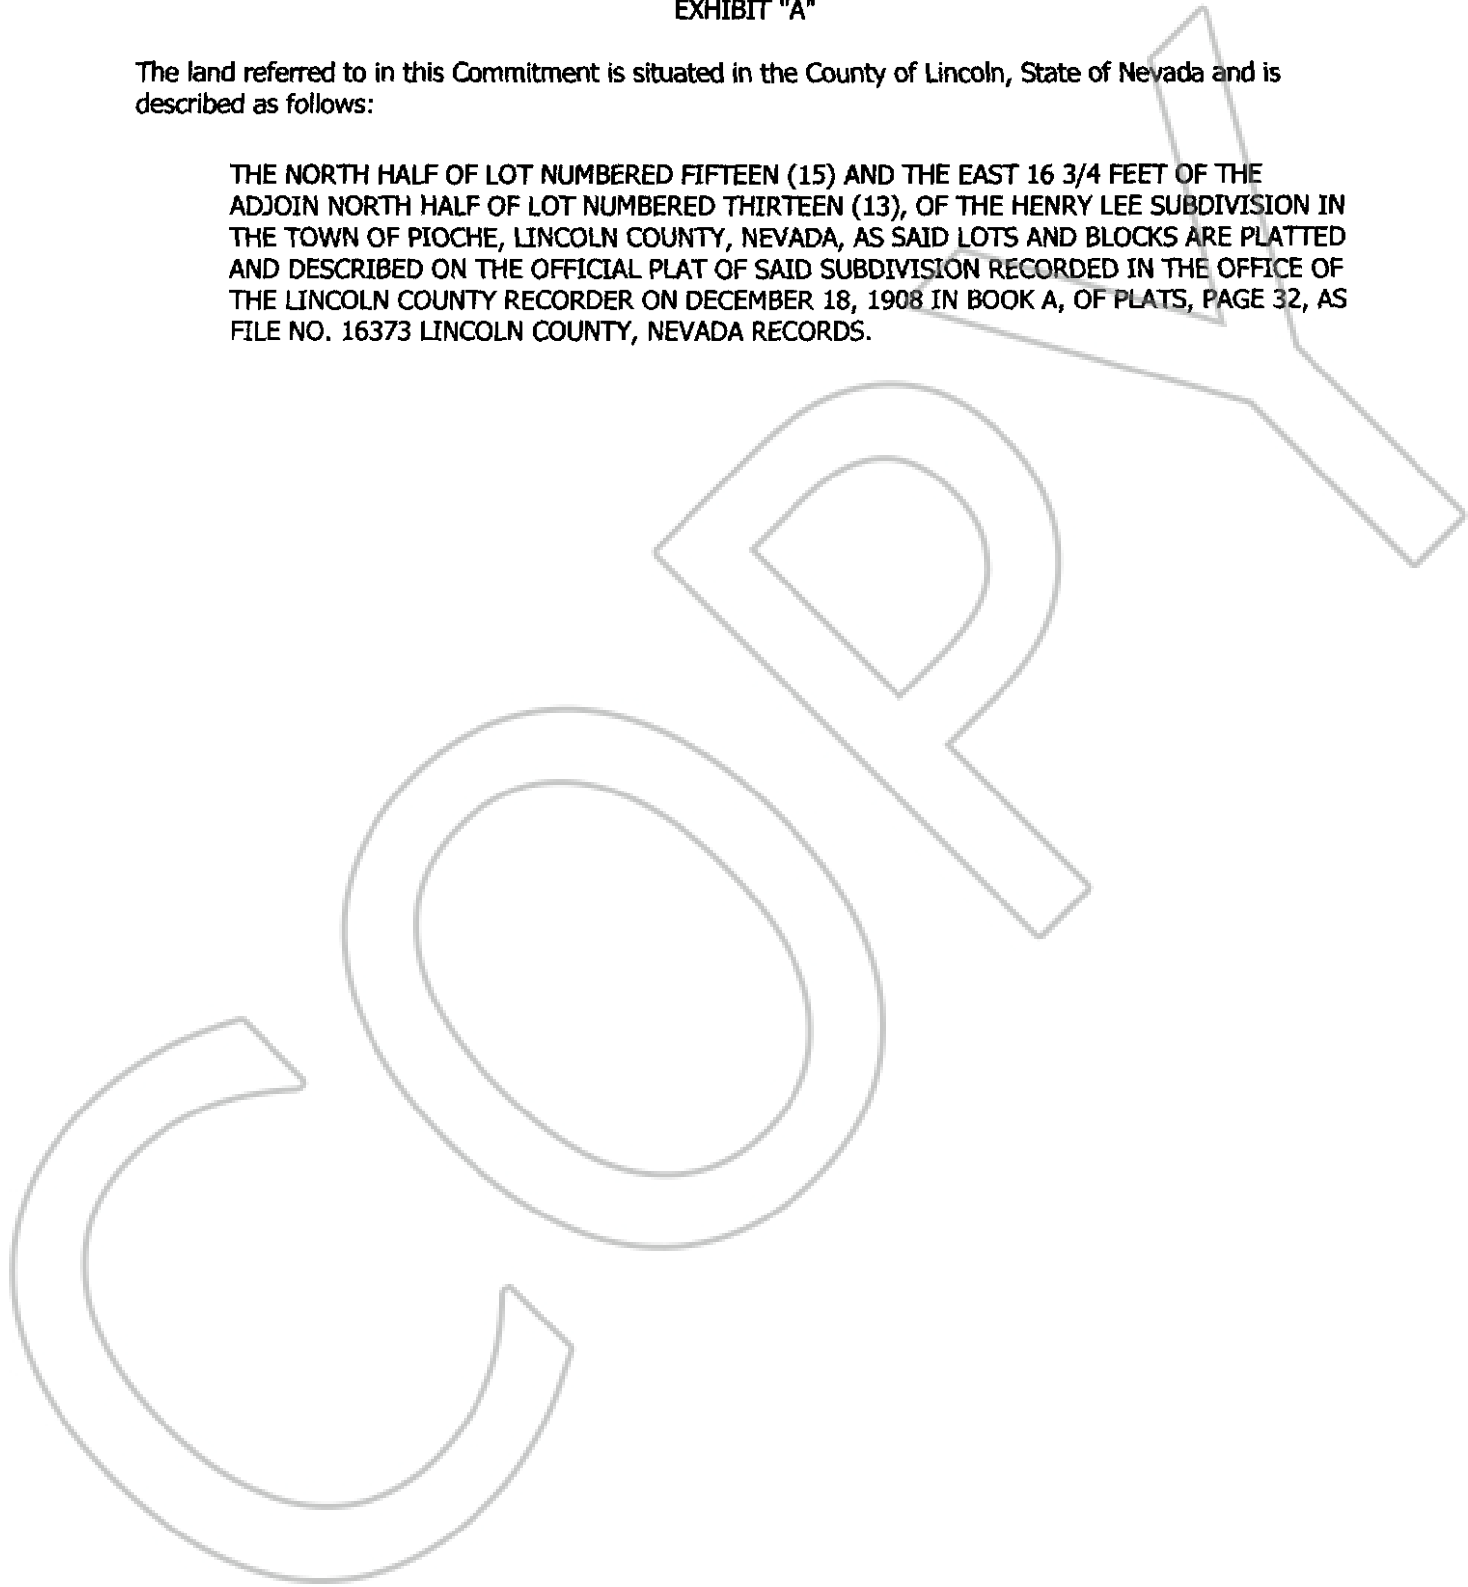 EXHIBIT "A"
The land referred to in this Commitment is situated in the County of Lincoln, State of Nevada and is
described as follows:
THE NORTH HALF OF LOT NUMBERED FIFTEEN (15) AND THE EAST 16 3/4 FEET OF THE
ADJOIN NORTH HALF OF LOT NUMBERED THIRTEEN (13), OF THE HENRY LEE SUBDIVISION IN
THE TOWN OF PIOCHE, LINCOLN COUNTY, NEVADA, AS SAID LOTS AND BLOCKS ARE PLATTED
AND DESCRIBED ON THE OFFICIAL PLAT OF SAID SUBDIVISION RECORDED IN THE OFFICE OF
THE LINCOLN COUNTY RECORDER ON DECEMBER 18, 1908 IN BOOK A, OF PLATS, PAGE 32, AS
FILE NO. 16373 LINCOLN COUNTY, NEVADA RECORDS.
COPY